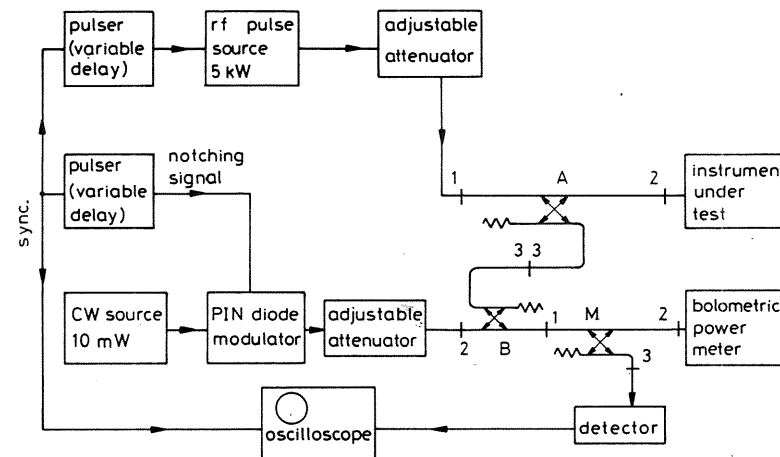 pulser
(variable
delay)
rf pulse
source
5 kW
adjustable
attenuator
pulser
(variable
delay)
notching
signal
sync.
1
A
2
instrumen
under
test
3 3
CW source
10 mW
PIN diode
modulator
adjustable
attenuator
2
B
1
M
2
3
bolometric
power
meter
oscilloscope
detector